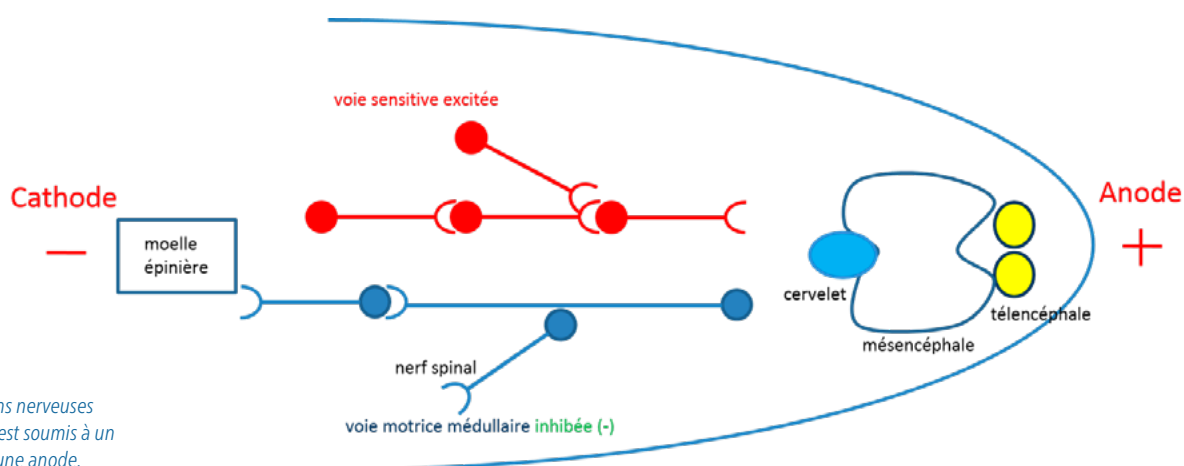 voie sensitive excitée
Cathode
—
Anode
+
moelle
épinière
cervelet
télencéphale
mésencéphale
nerf spinal
voie motrice médullaire inhibée (-)
ns nerveuses
est soumis à un
une anode.